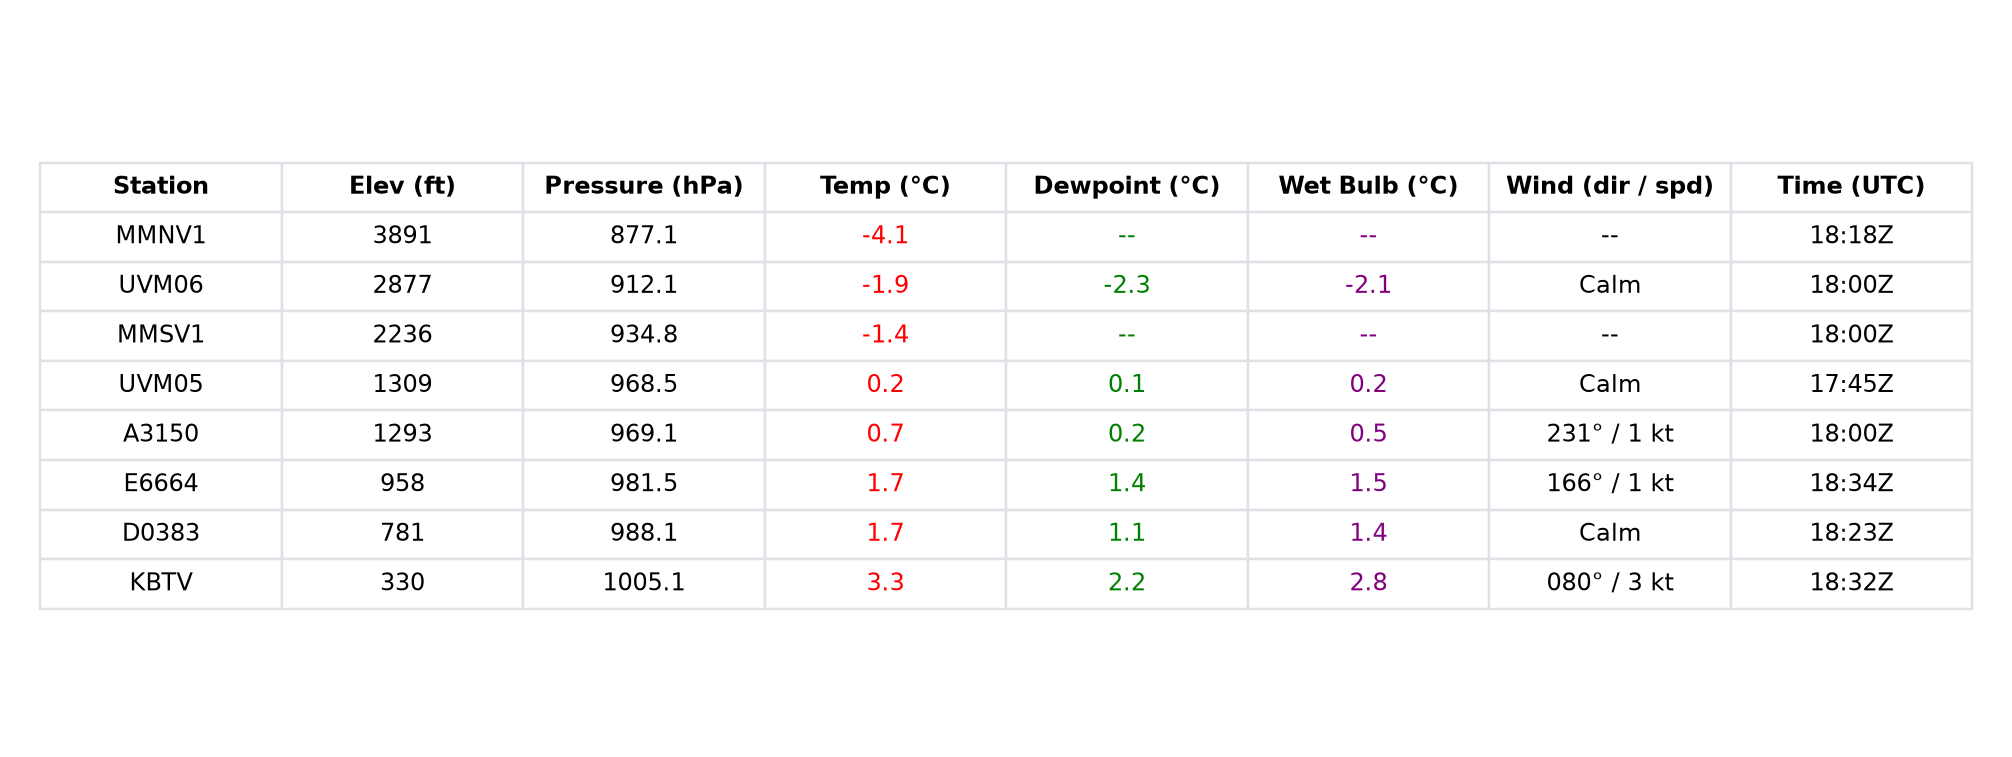 Station Elev (ft) Pressure (hPa) Temp (°C) Dewpoint (°C) Wet Bulb (°C) Wind (dir / spd) Time (UTC)
MMNV1 3891 877.1 -4.1 -- -- -- 18:18Z
UVM06 2877 912.1 -1.9 -2.3 -2.1 Calm 18:00Z
MMSV1 2236 934.8 -1.4 -- -- -- 18:00Z
UVM05 1309 968.5 0.2 0.1 0.2 Calm 17:45Z
A3150 1293 969.1 0.7 0.2 0.5 231° / 1 kt 18:00Z
E6664 958 981.5 1.7 1.4 1.5 166° / 1 kt 18:34Z
D0383 781 988.1 1.7 1.1 1.4 Calm 18:23Z
KBTV 330 1005.1 3.3 2.2 2.8 080° / 3 kt 18:32Z